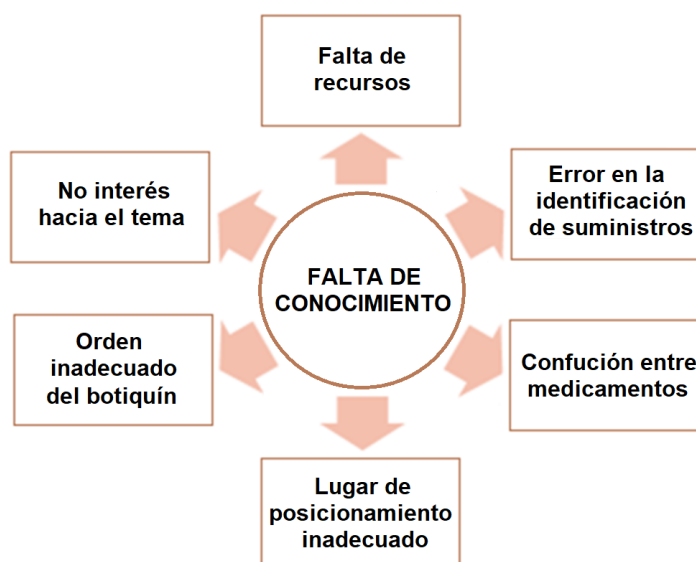 Falta de
recursos
No interés
hacia el tema
Error en la
identificación
de suministros
FALTA DE
CONOCIMIENTO
Orden
inadecuado
del botiquín
Confución entre
medicamentos
Lugar de
posicionamiento
inadecuado